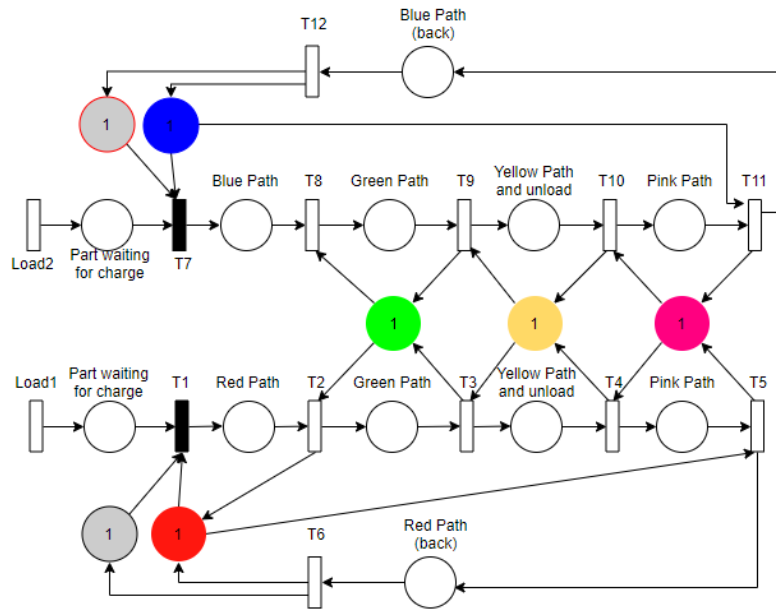 Blue Path
(back)
T12
1
1
Blue Path
T8
Green Path
T9
Yellow Path
and unload
T10
Pink Path
T11
Load2
Part waiting
for charge
T7
1
1
1
Load1
Part waiting
for charge
T1
Red Path
T2
Green Path
T3
Yellow Path
and unload
T4
Pink Path
T5
1
1
T6
Red Path
(back)